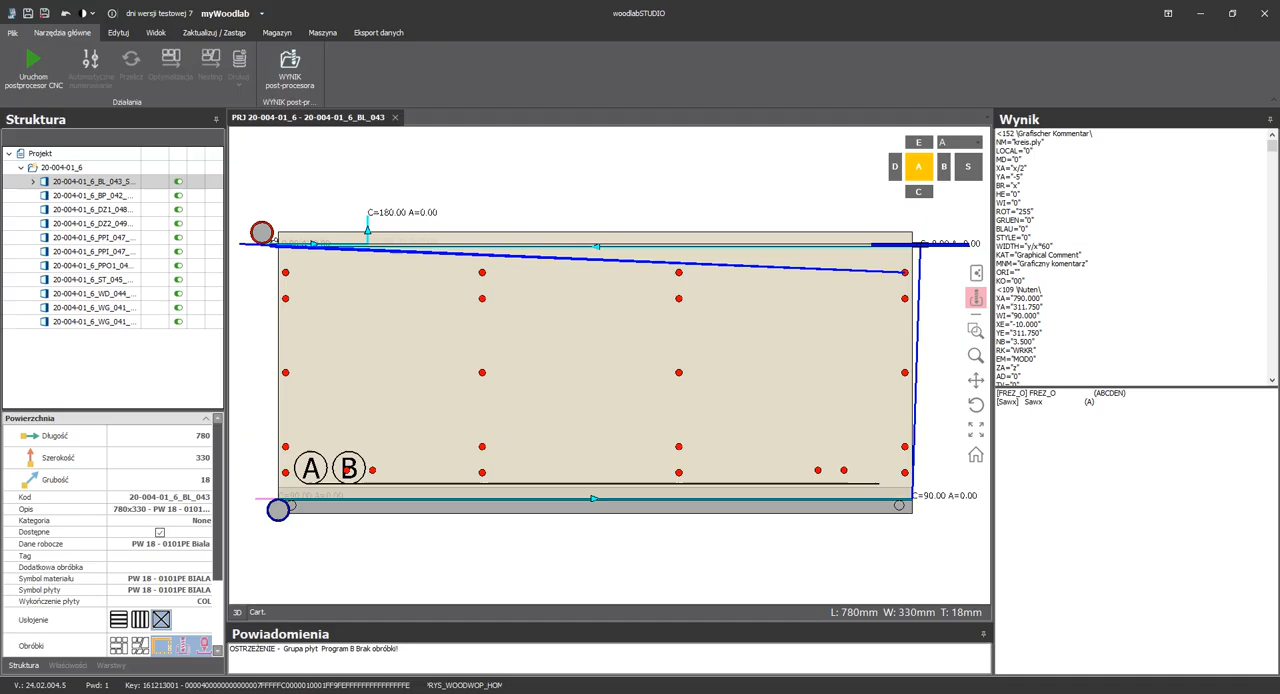 dni wersji testowej 7 myWoodlab
woodlabSTUDIO
Plik Narzędzia główne Edytuj Widok Zaktualizuj / Zastąp Magazyn Maszyna Eksport danych
Uruchom postprocesor CNC
Automatyczne numerowanie
Przelicz
Optymalizacja
Nesting
Drukuj
WYNIK post-procesora
Działania
WYNIK post-pr...
Struktura
PRJ 20-004-01_6 - 20-004-01_6_BL_043
Wynik
Projekt
20-004-01_6
20-004-01_6_BL_043_S...
20-004-01_6_BP_042_...
20-004-01_6_DZ1_048...
20-004-01_6_DZ2_049...
20-004-01_6_PPI_047_...
20-004-01_6_PPI_047_...
20-004-01_6_PPO1_04...
20-004-01_6_ST_045_...
20-004-01_6_WD_044_...
20-004-01_6_WG_041_...
20-004-01_6_WG_041_...
Powierzchnia
Długość 780
Szerokość 330
Grubość 18
Kod 20-004-01_6_BL_043
Opis 780x330 - PW 18 - 0101...
Kategoria None
Dostępne
Dane robocze PW 18 - 0101PE Biala
Tag
Dodatkowa obróbka
Symbol materiału PW 18 - 0101PE BIALA
Symbol płyty PW 18 - 0101PE BIALA
Wykończenie płyty COL
Usłojenie
Obróbki
Struktura Właściwości Warstwy
E A
D A B S
C
C=180.00 A=0.00
A B
C=90.00 A=0.00
C=90.00 A=0.00
3D Cart.
L: 780mm W: 330mm T: 18mm
Powiadomienia
OSTRZEŻENIE - Grupa płyt Program B Brak obróbki!
<152 \Grafischer Kommentar\
NM="kreis.ply"
LOCAL="0"
MD="0"
XA="x/2"
YA="-5"
BR="x"
HE="0"
WI="0"
ROT="255"
GRUEN="0"
BLAU="0"
STYLE="0"
WIDTH="y/x*60"
KAT="Graphical Comment"
MNM="Graficzny komentarz"
ORI=""
KO="00"
<109 \Nuten\
XA="790.000"
YA="311.750"
WI="90.000"
XE="-10.000"
YE="311.750"
NB="3.500"
RK="WRKR"
EM="MOD0"
ZA="z"
AD="0"
TV="0"
[FREZ_O] FREZ_O (ABCDEN)
[Sawx] Sawx (A)
V.: 24.02.004.5 Pwd: 1